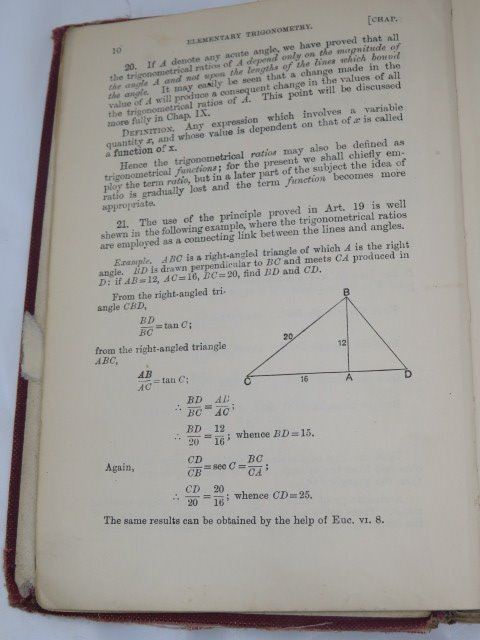 10
ELEMENTARY TRIGONOMETRY.
[CHAP.
20. If A denote any acute angle, we have proved that all
the trigonometrical ratios of A depend only on the magnitude of
the angle A and not upon the lengths of the lines which bound
the angle. It may easily be seen that a change made in the
value of A will produce a consequent change in the values of all
the trigonometrical ratios of A. This point will be discussed
more fully in Chap. IX.
DEFINITION. Any expression which involves a variable
quantity x, and whose value is dependent on that of x is called
a function of x.
Hence the trigonometrical ratios may also be defined as
trigonometrical functions; for the present we shall chiefly em-
ploy the term ratio, but in a later part of the subject the idea of
ratio is gradually lost and the term function becomes more
appropriate.
21. The use of the principle proved in Art. 19 is well
shewn in the following example, where the trigonometrical ratios
are employed as a connecting link between the lines and angles.
Example. ABC is a right-angled triangle of which A is the right
angle. BD is drawn perpendicular to BC and meets CA produced in
D: if AB=12, AC=16, BC=20, find BD and CD.
From the right-angled tri-
angle CBD,
BD/BC = tan C;
from the right-angled triangle
ABC,
AB/AC = tan C;
∴ BD/BC = AB/AC;
∴ BD/20 = 12/16; whence BD=15.
Again, CD/CB = sec C = BC/CA;
∴ CD/20 = 20/16; whence CD=25.
B
20
12
C
16
A
D
The same results can be obtained by the help of Euc. VI. 8.